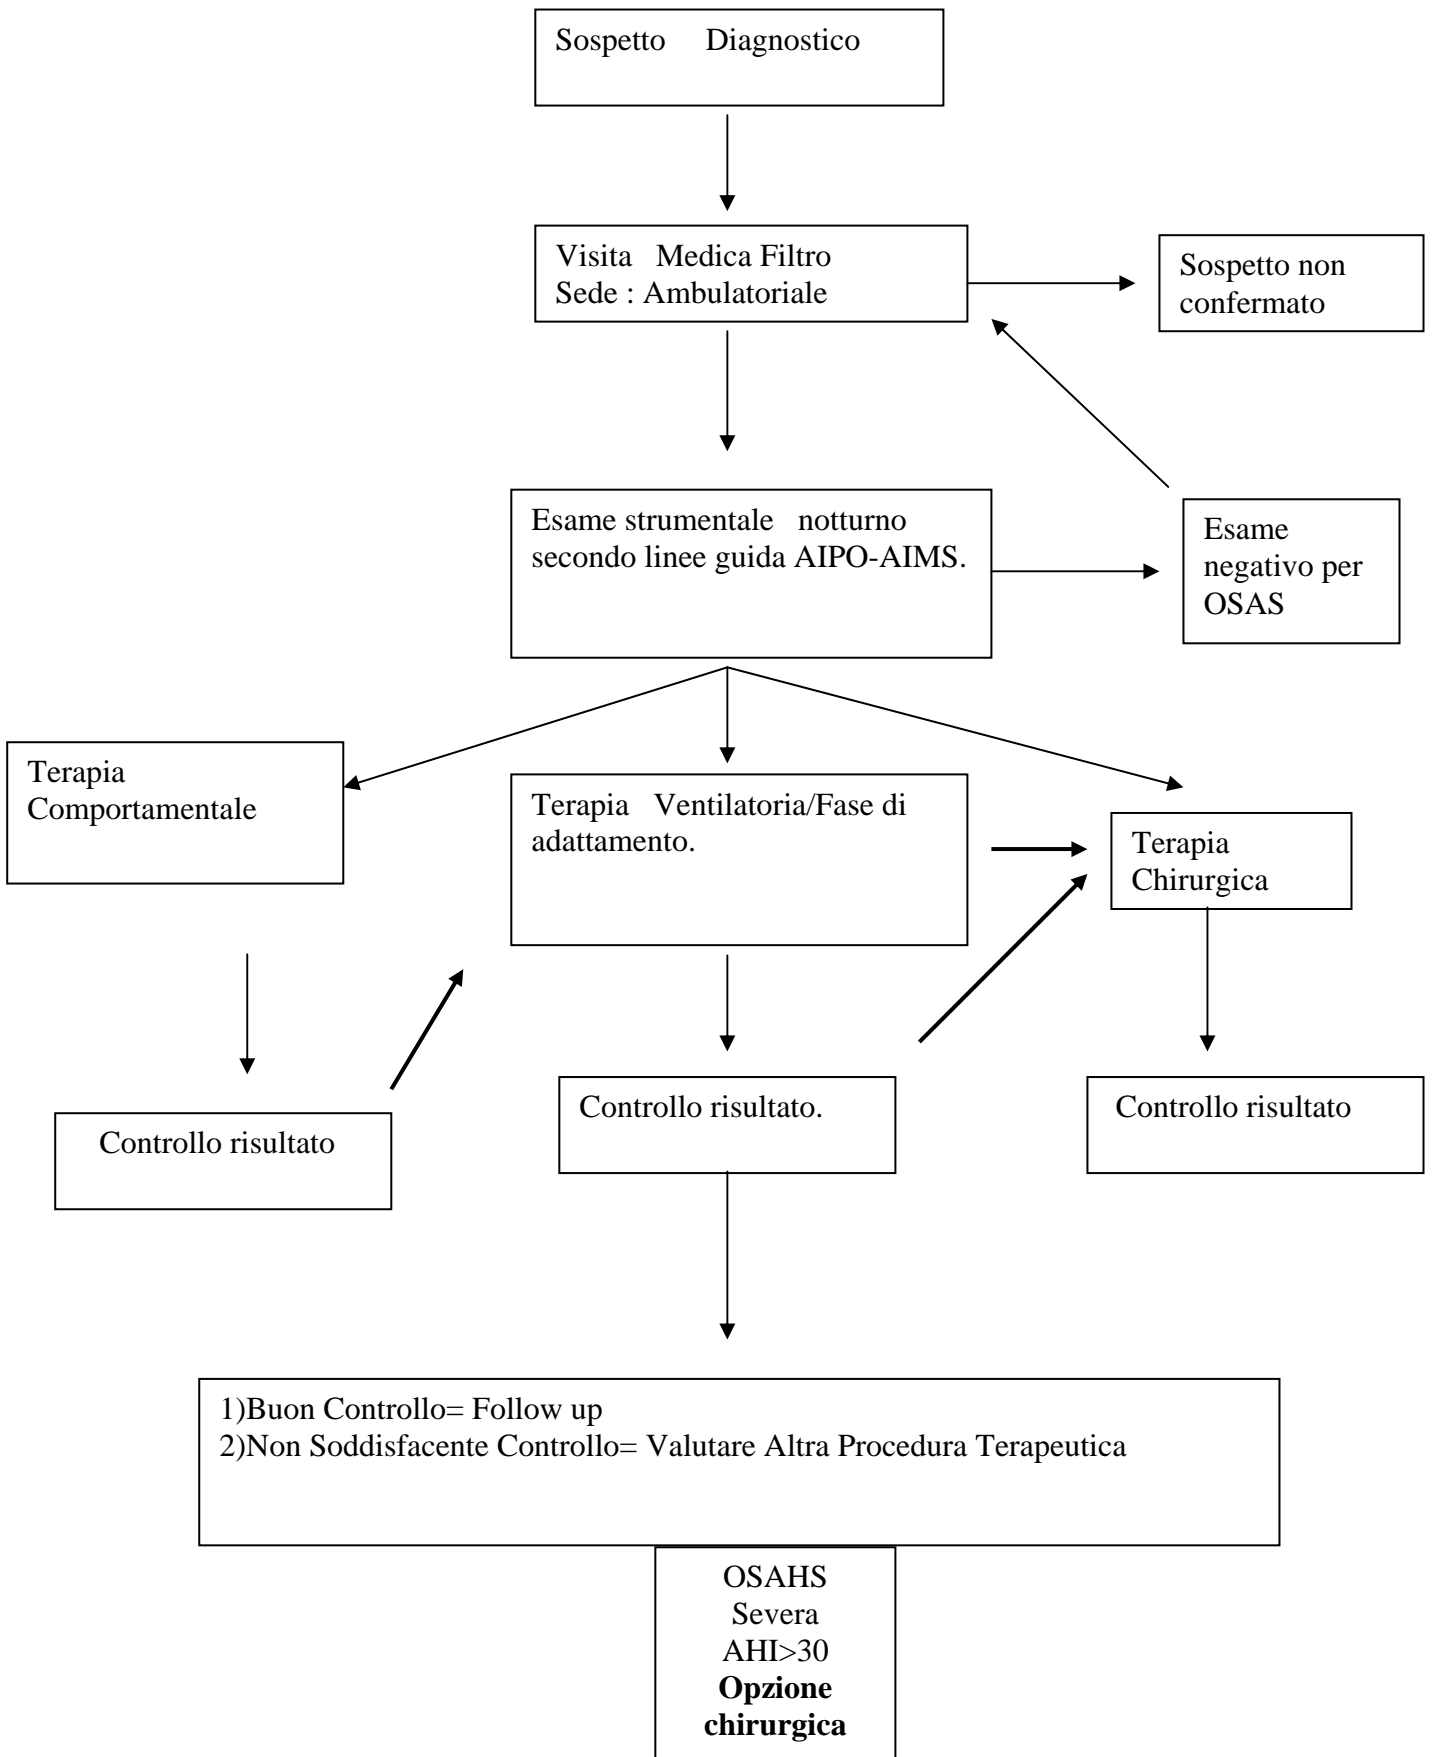 Sospetto Diagnostico
Visita Medica Filtro
Sede : Ambulatoriale
Sospetto non
confermato
Esame strumentale notturno
secondo linee guida AIPO-AIMS.
Esame
negativo per
OSAS
Terapia
Comportamentale
Terapia Ventilatoria/Fase di
adattamento.
Terapia
Chirurgica
Controllo risultato
Controllo risultato.
Controllo risultato
1)Buon Controllo= Follow up
2)Non Soddisfacente Controllo= Valutare Altra Procedura Terapeutica
OSAHS
Severa
AHI>30
Opzione
chirurgica